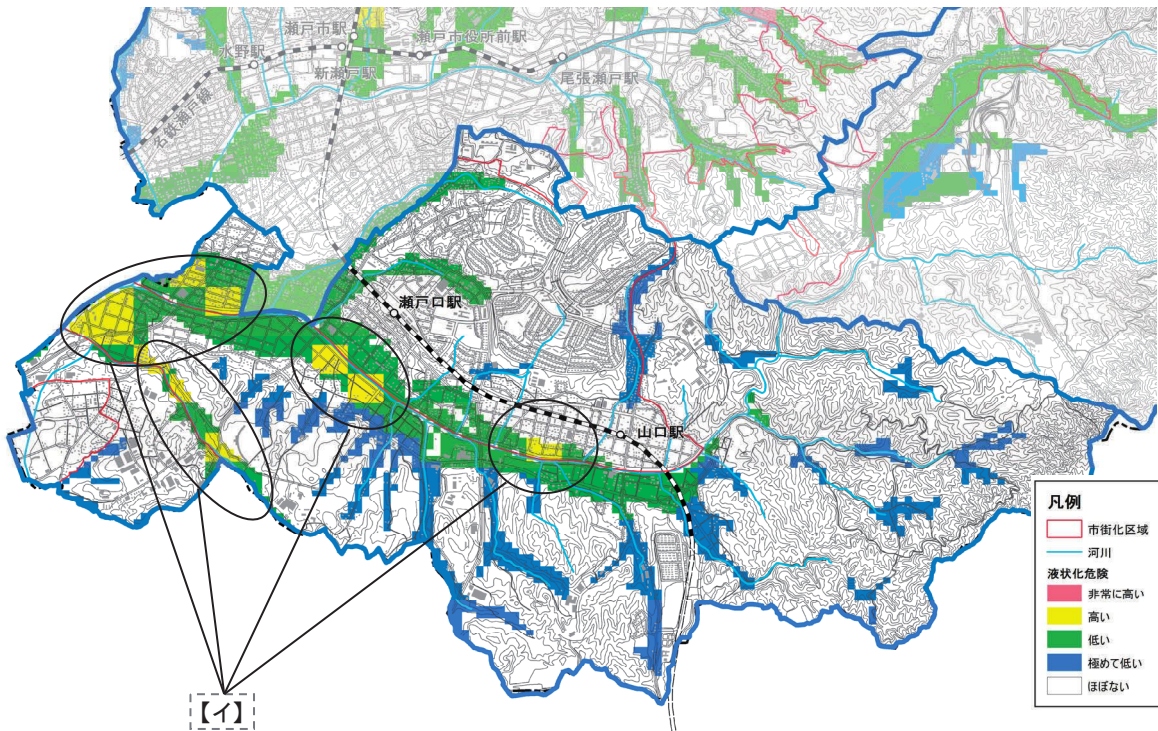 瀬戸市駅
瀬戸市役所前駅
水野駅
新瀬戸駅
尾張瀬戸駅
名鉄瀬戸線
瀬戸口駅
山口駅
【イ】
凡例
市街化区域
河川
液状化危険
非常に高い
高い
低い
極めて低い
ほぼない